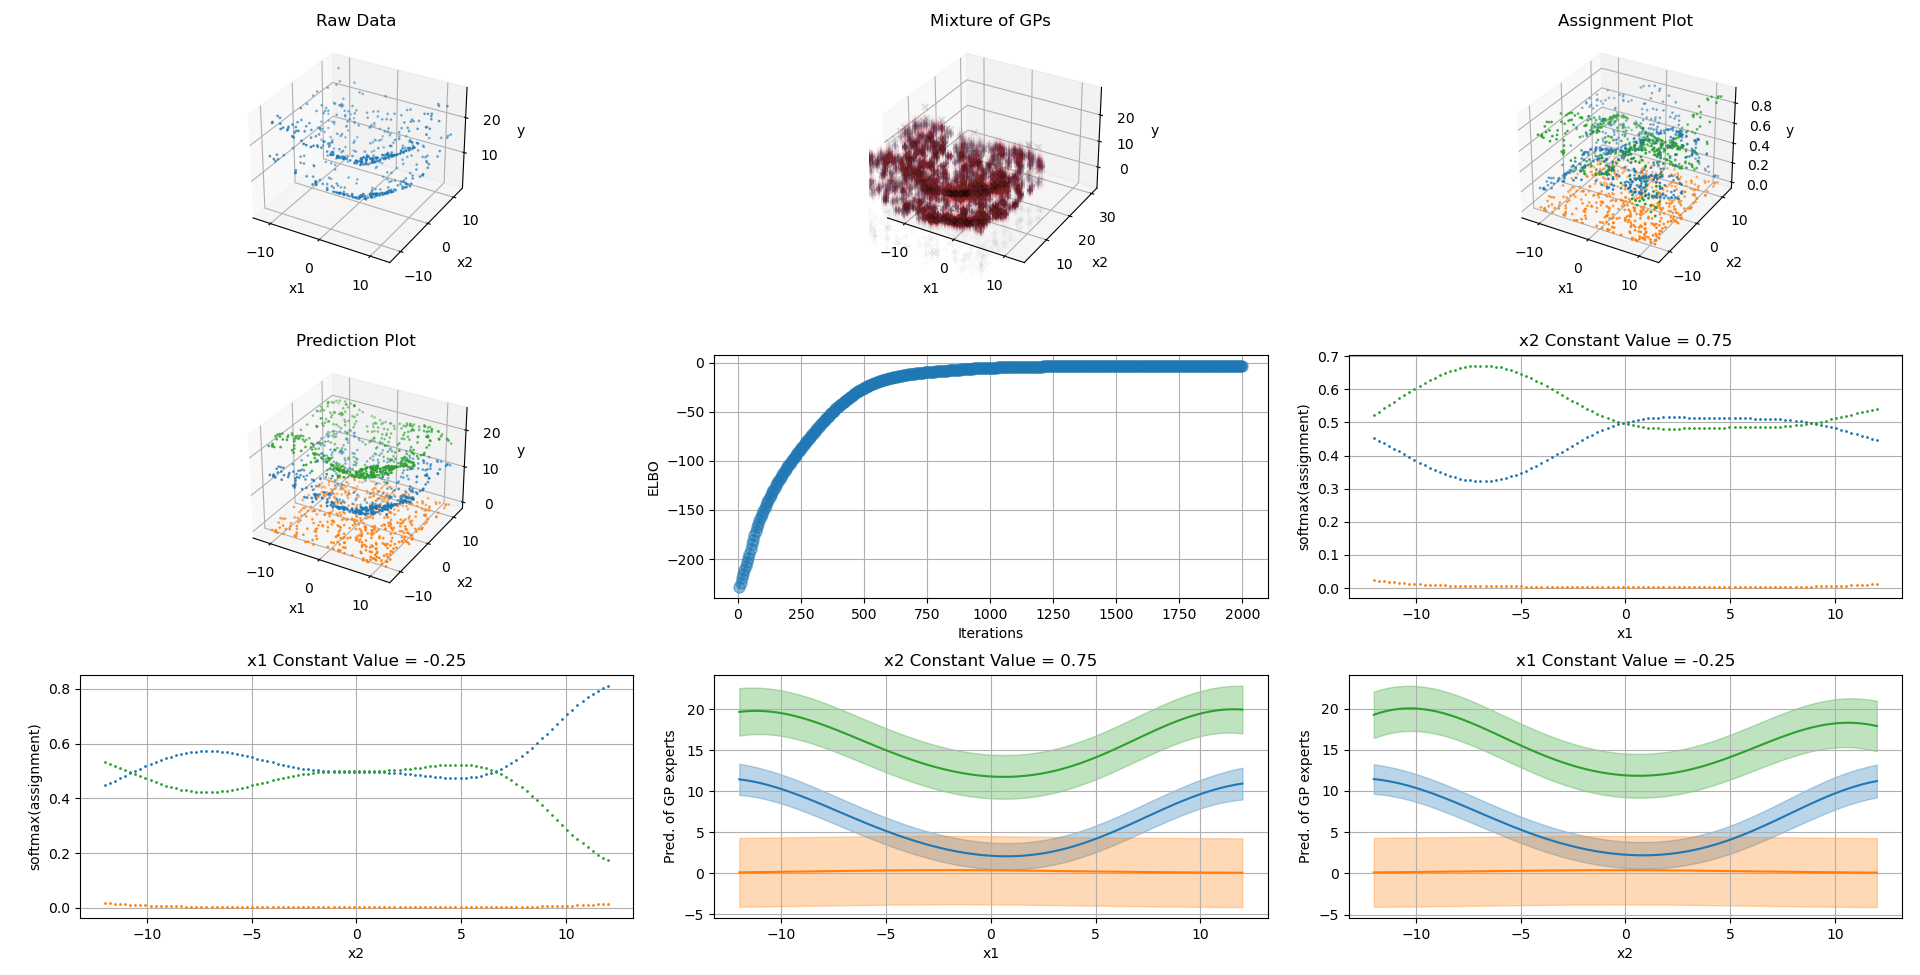 Raw Data
20
10
y
10
0
−10
x2
−10
0
10
x1
Mixture of GPs
20
10
0
y
30
20
10
x2
−10
0
10
x1
Assignment Plot
0.8
0.6
0.4
0.2
0.0
y
10
0
−10
x2
−10
0
10
x1
Prediction Plot
20
10
0
y
10
0
−10
x2
−10
0
10
x1
0
−50
−100
−150
−200
ELBO
0 250 500 750 1000 1250 1500 1750 2000
Iterations
x2 Constant Value = 0.75
0.7
0.6
0.5
0.4
0.3
0.2
0.1
0.0
softmax(assignment)
−10 −5 0 5 10
x1
x1 Constant Value = -0.25
0.8
0.6
0.4
0.2
0.0
softmax(assignment)
−10 −5 0 5 10
x2
x2 Constant Value = 0.75
20
15
10
5
0
−5
Pred. of GP experts
−10 −5 0 5 10
x1
x1 Constant Value = -0.25
20
15
10
5
0
−5
Pred. of GP experts
−10 −5 0 5 10
x2